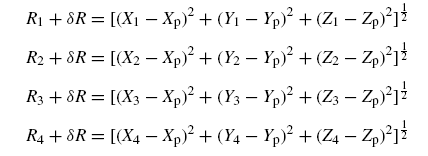 R₁ + δR = [(X₁ − Xₚ)² + (Y₁ − Yₚ)² + (Z₁ − Zₚ)²]^½
R₂ + δR = [(X₂ − Xₚ)² + (Y₂ − Yₚ)² + (Z₂ − Zₚ)²]^½
R₃ + δR = [(X₃ − Xₚ)² + (Y₃ − Yₚ)² + (Z₃ − Zₚ)²]^½
R₄ + δR = [(X₄ − Xₚ)² + (Y₄ − Yₚ)² + (Z₄ − Zₚ)²]^½